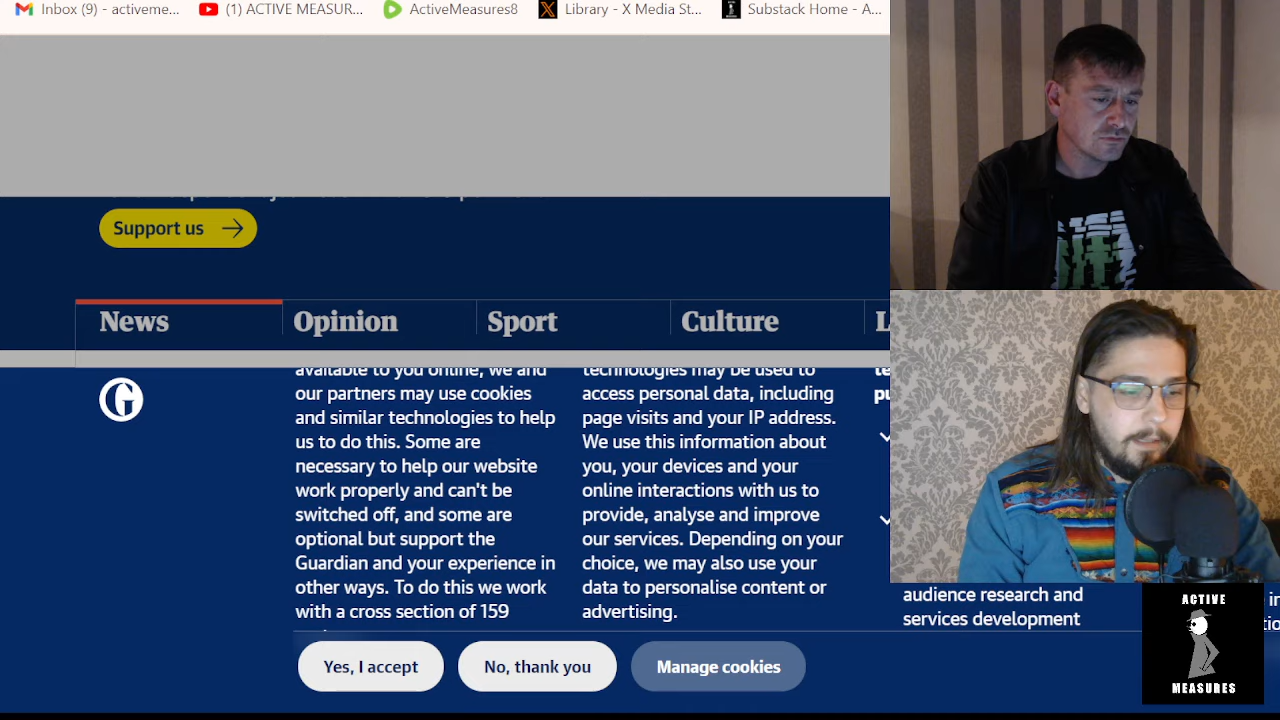 Inbox (9) - activeme...
(1) ACTIVE MEASUR...
ActiveMeasures8
Library - X Media St...
Substack Home - A...
Support us
News
Opinion
Sport
Culture
L
G
available to you online, we and
our partners may use cookies
and similar technologies to help
us to do this. Some are
necessary to help our website
work properly and can't be
switched off, and some are
optional but support the
Guardian and your experience in
other ways. To do this we work
with a cross section of 159
technologies may be used to
access personal data, including
page visits and your IP address.
We use this information about
you, your devices and your
online interactions with us to
provide, analyse and improve
our services. Depending on your
choice, we may also use your
data to personalise content or
advertising.
audience research and
services development
Yes, I accept
No, thank you
Manage cookies
ACTIVE
MEASURES